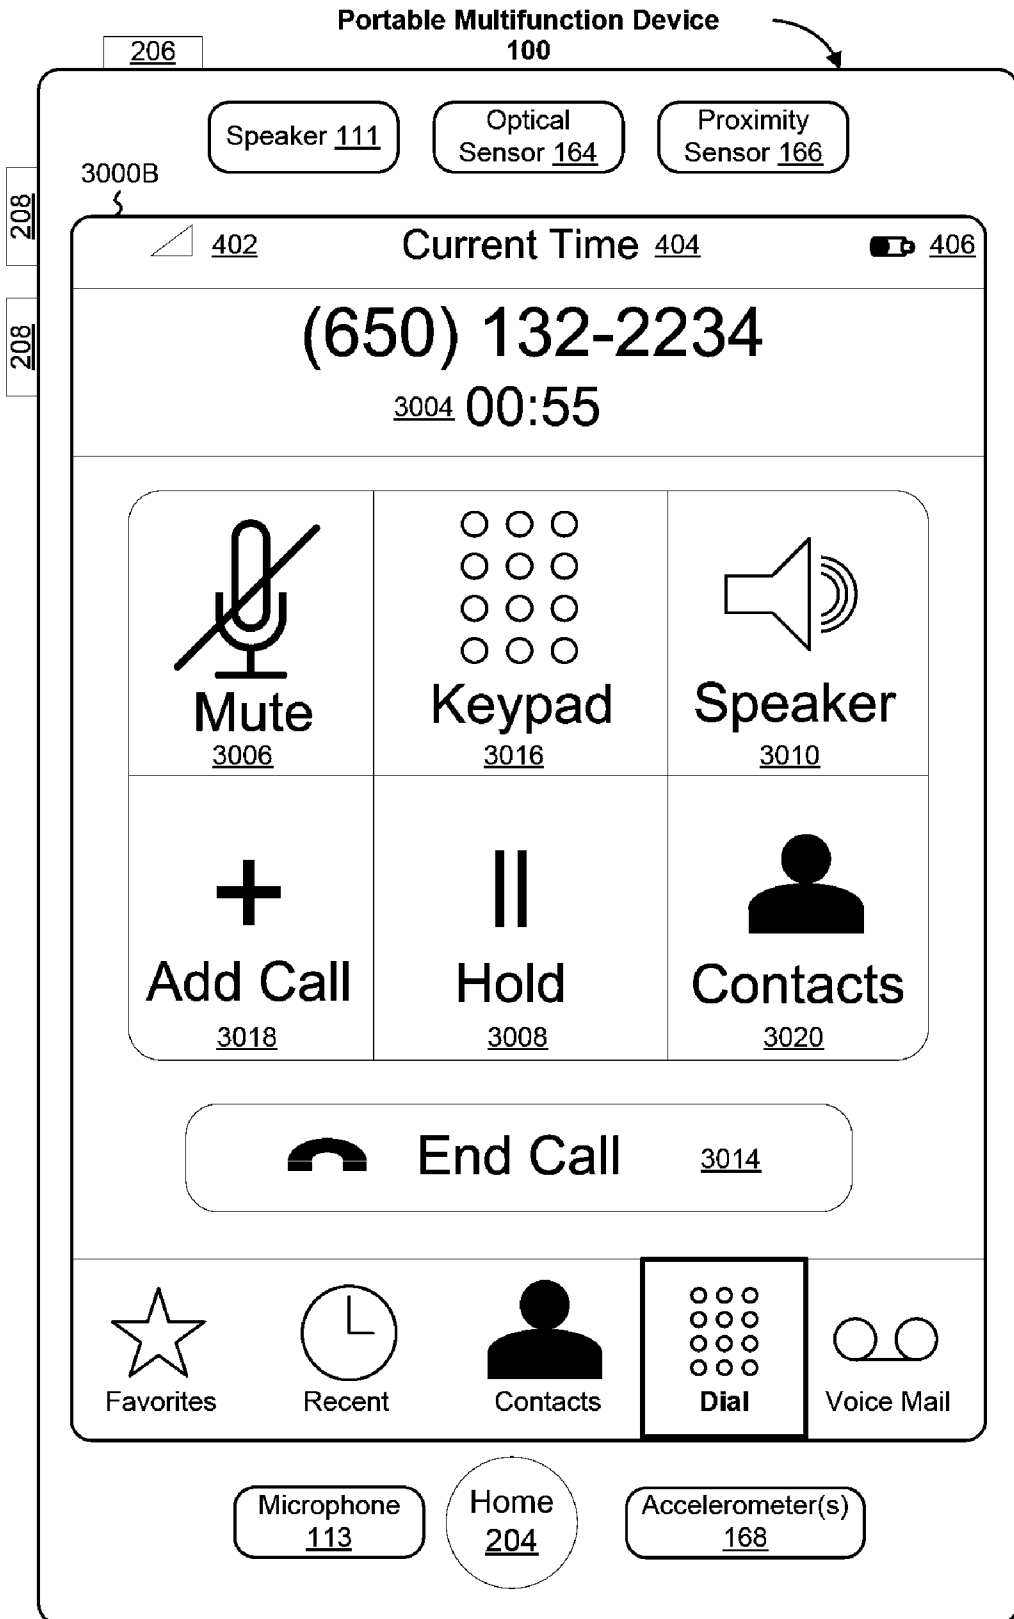 Portable Multifunction Device
100
206
Speaker 111
Optical
Sensor 164
Proximity
Sensor 166
3000B
208
208
402
Current Time 404
406
(650) 132-2234
3004 00:55
Mute
3006
Keypad
3016
Speaker
3010
Add Call
3018
Hold
3008
Contacts
3020
End Call 3014
Favorites
Recent
Contacts
Dial
Voice Mail
Microphone
113
Home
204
Accelerometer(s)
168